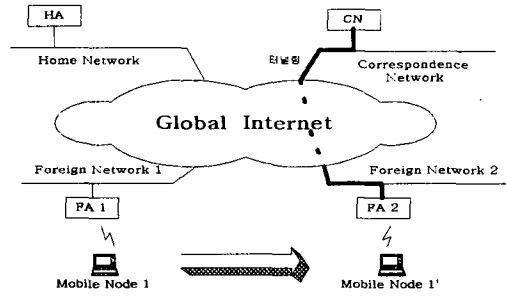 HA
CN
Home Network
터널링
Correspondence
Network
Global Internet
Foreign Network 1
Foreign Network 2
FA 1
FA 2
Mobile Node 1
Mobile Node 1'